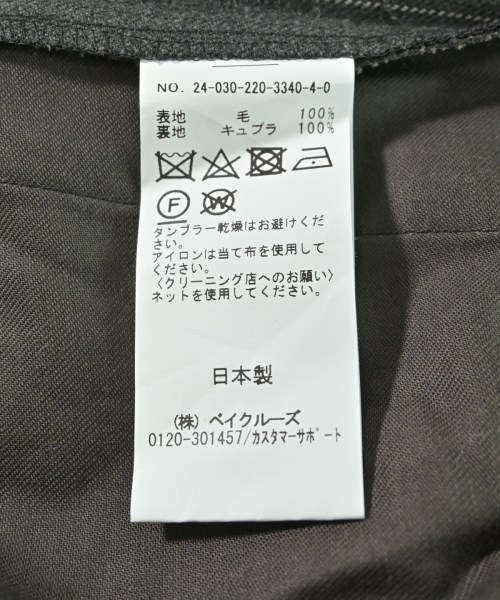 NO. 24-030-220-3340-4-0
表地 毛 100%
裏地 キュプラ 100%
F W
タンブラー乾燥はお避けくだ
さい。
アイロンは当て布を使用して
ください。
〈クリーニング店へのお願い〉
ネットを使用してください。
日本製
(株) ベイクルーズ
0120-301457/カスタマーサポート